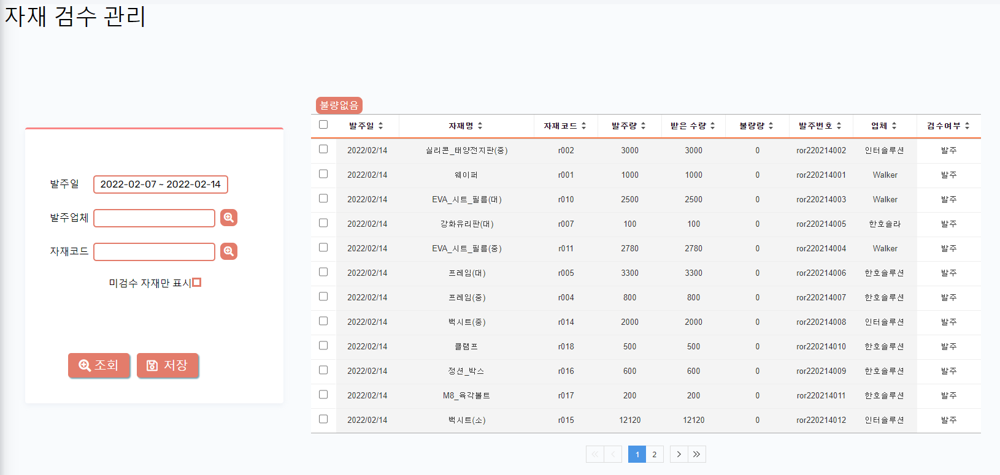 자재 검수 관리
발주일 2022-02-07 ~ 2022-02-14
발주업체
자재코드
미검수 자재만 표시
조회 저장
불량없음
발주일 자재명 자재코드 발주량 받은 수량 불량량 발주번호 업체 검수여부
2022/02/14 실리콘_태양전지판(중) r002 3000 3000 0 ror220214002 인터솔루션 발주
2022/02/14 웨이퍼 r001 1000 1000 0 ror220214001 Walker 발주
2022/02/14 EVA_시트_필름(대) r010 2500 2500 0 ror220214003 Walker 발주
2022/02/14 강화유리판(대) r007 100 100 0 ror220214005 한호솔라 발주
2022/02/14 EVA_시트_필름(중) r011 2780 2780 0 ror220214004 Walker 발주
2022/02/14 프레임(대) r005 3300 3300 0 ror220214006 한호솔루션 발주
2022/02/14 프레임(중) r004 800 800 0 ror220214007 한호솔루션 발주
2022/02/14 백시트(중) r014 2000 2000 0 ror220214008 인터솔루션 발주
2022/02/14 클램프 r018 500 500 0 ror220214010 한호솔루션 발주
2022/02/14 정션_박스 r016 600 600 0 ror220214009 한호솔루션 발주
2022/02/14 M8_육각볼트 r017 200 200 0 ror220214011 한호솔루션 발주
2022/02/14 백시트(소) r015 12120 12120 0 ror220214012 인터솔루션 발주
1 2